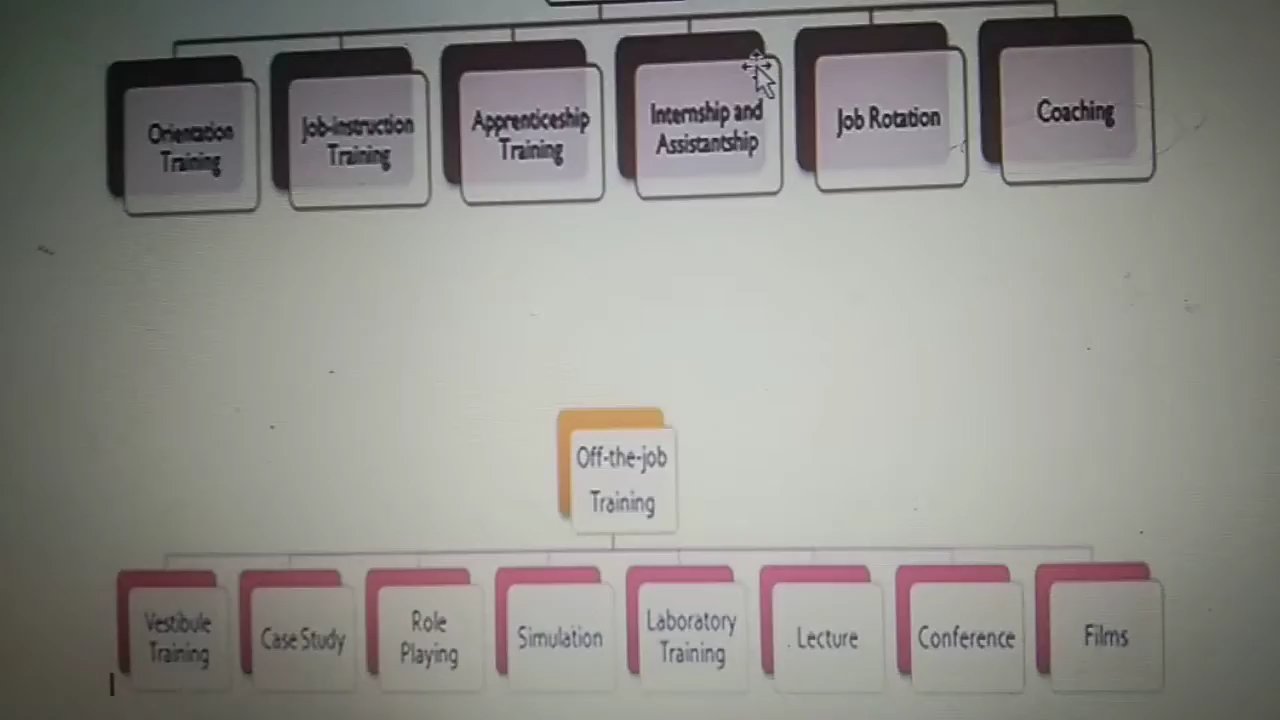 Orientation
Training
Job-instruction
Training
Apprenticeship
Training
Internship and
Assistantship
Job Rotation
Coaching
Off-the-job
Training
Vestibule
Training
Case Study
Role
Playing
Simulation
Laboratory
Training
Lecture
Conference
Films